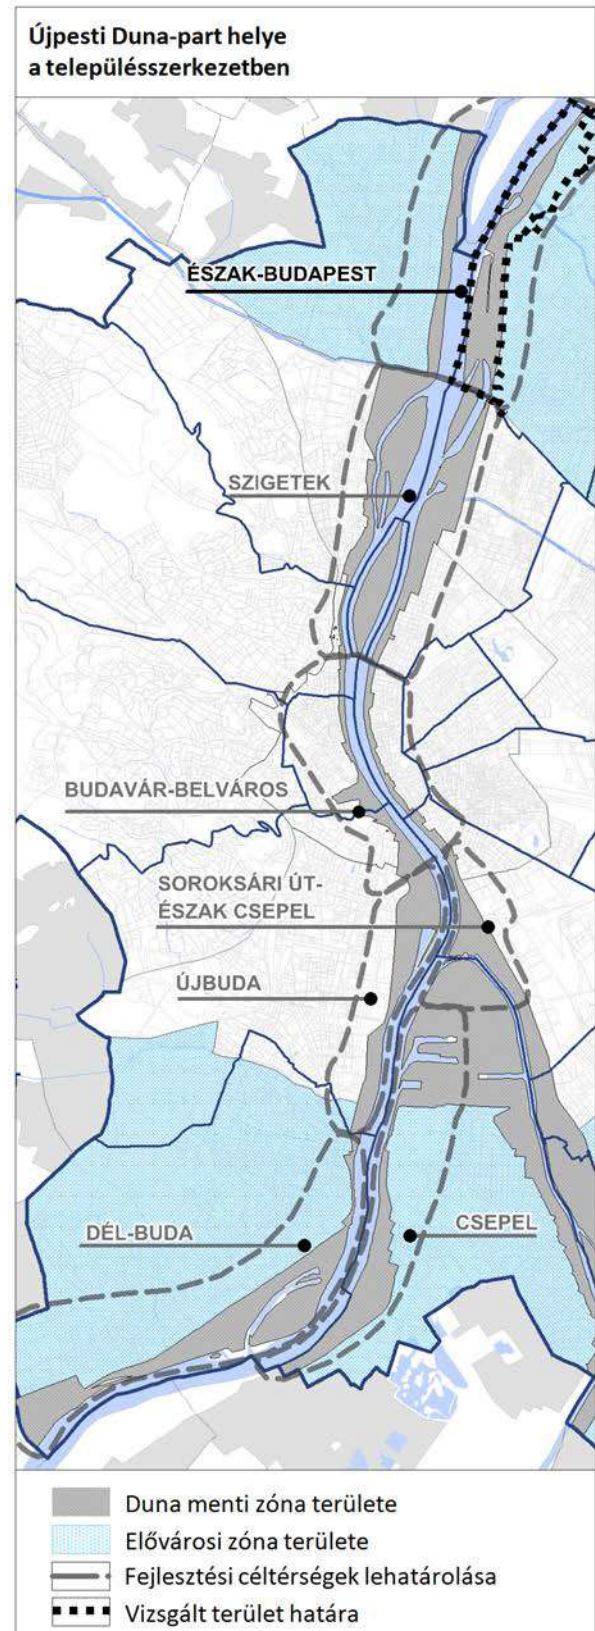 Újpesti Duna-part helye
a településszerkezetben
ÉSZAK-BUDAPEST
SZIGETEK
BUDAVÁR-BELVÁROS
SOROKSÁRI ÚT-
ÉSZAK CSEPEL
ÚJBUDA
DÉL-BUDA
CSEPEL
Duna menti zóna területe
Elővárosi zóna területe
Fejlesztési céltérségek lehatárolása
Vizsgált terület határa